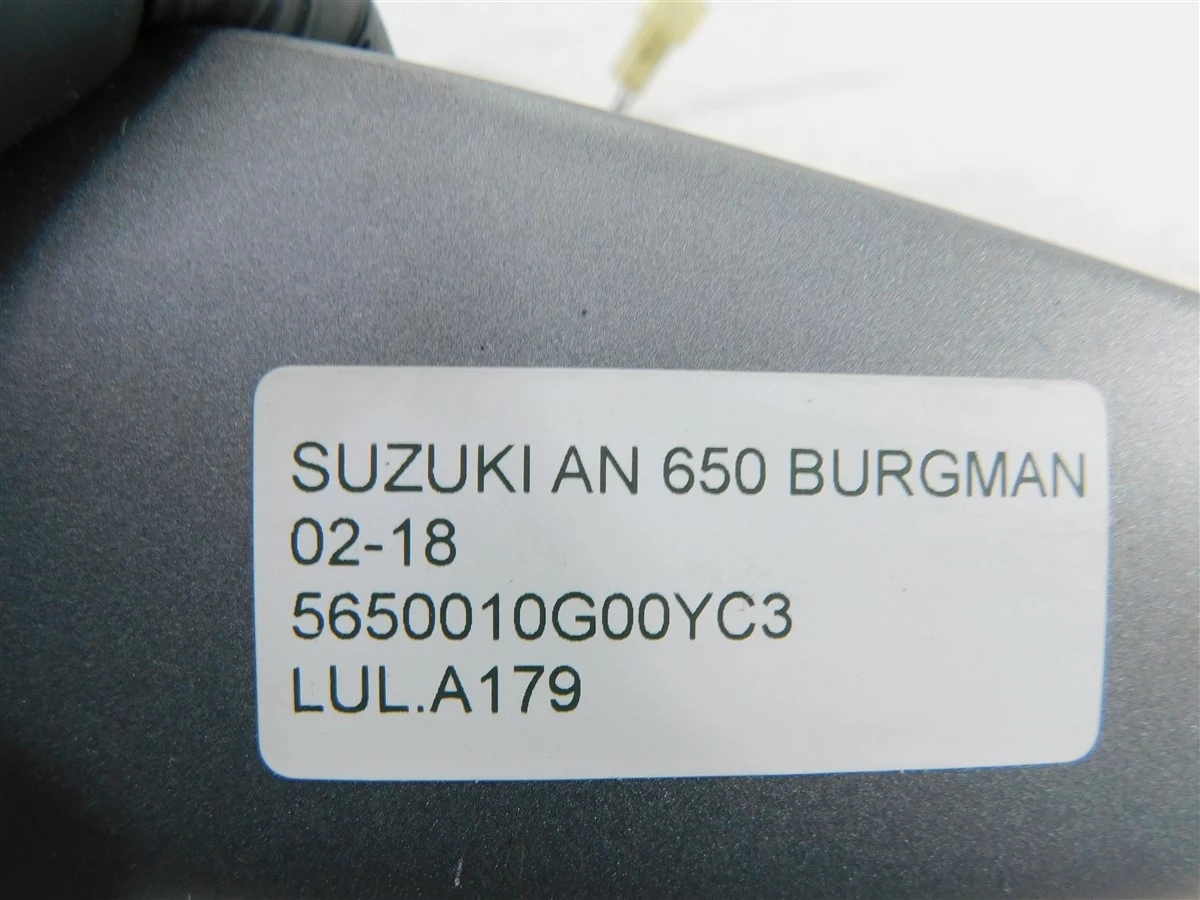 SUZUKI AN 650 BURGMAN
02-18
5650010G00YC3
LUL.A179